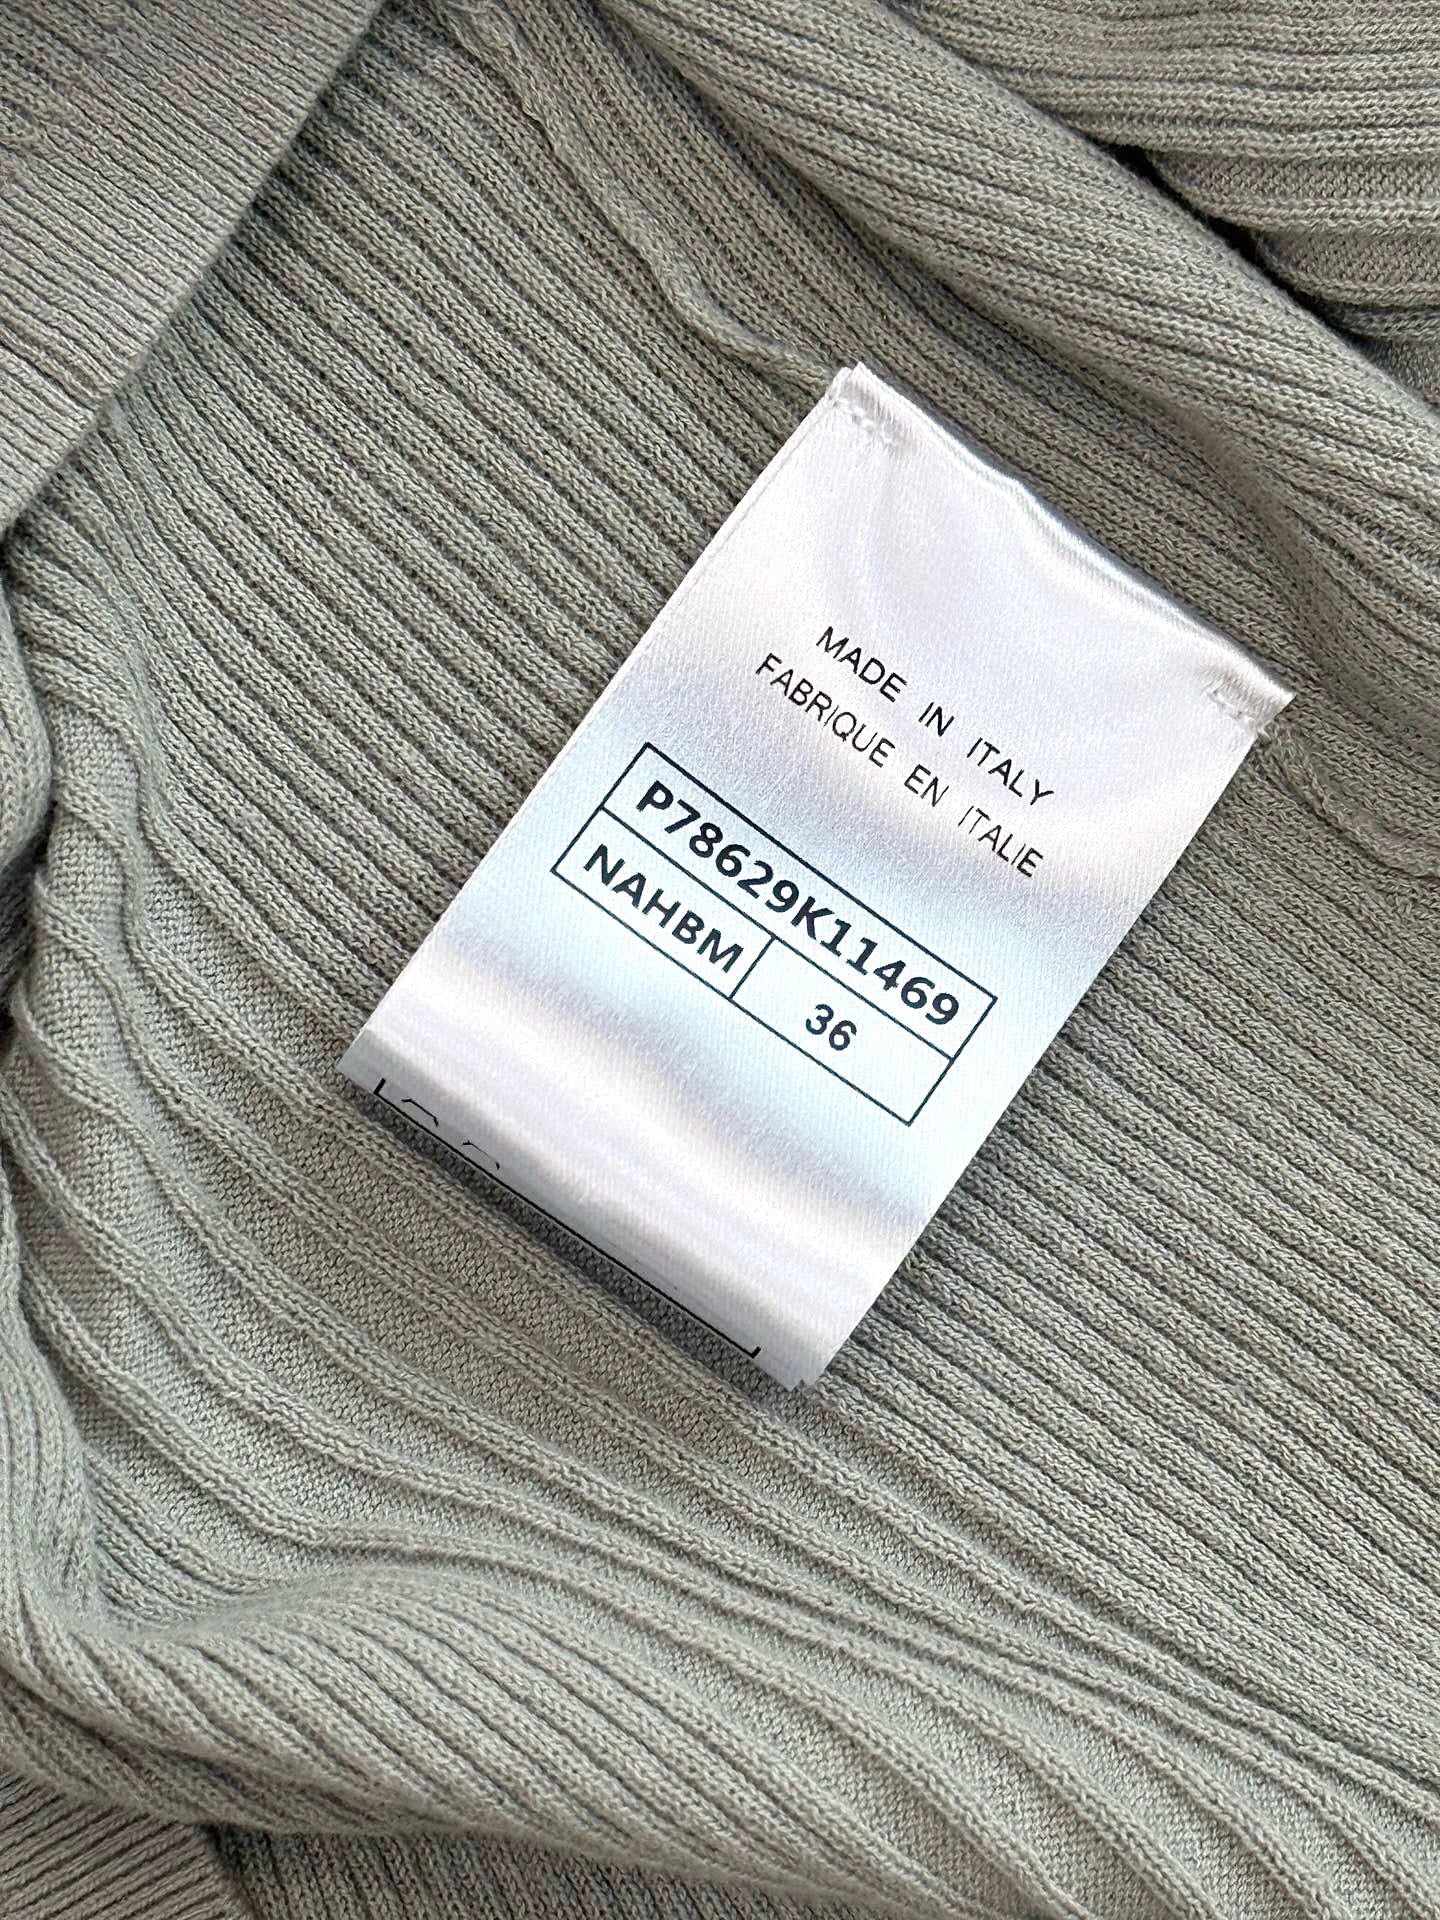 MADE IN ITALY
FABRIQUE EN ITALIE
P78629K11469
NAHBM 36